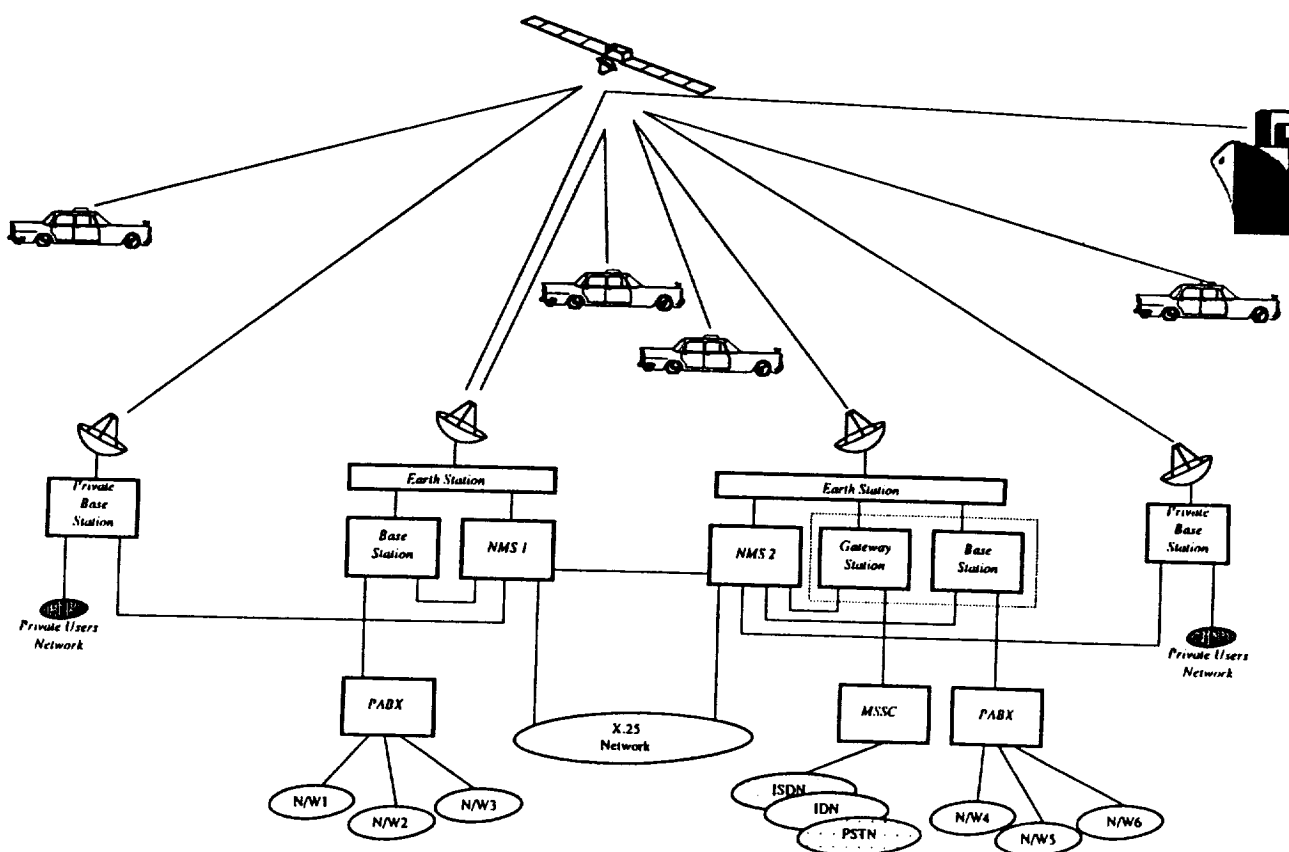 Private
Base
Station
Private Users
Network
Earth Station
Base
Station
NMS 1
PABX
N/W1
N/W2
N/W3
X.25
Network
Earth Station
NMS 2
Gateway
Station
Base
Station
MSSC
PABX
ISDN
IDN
PSTN
N/W4
N/W5
N/W6
Private
Base
Station
Private Users
Network